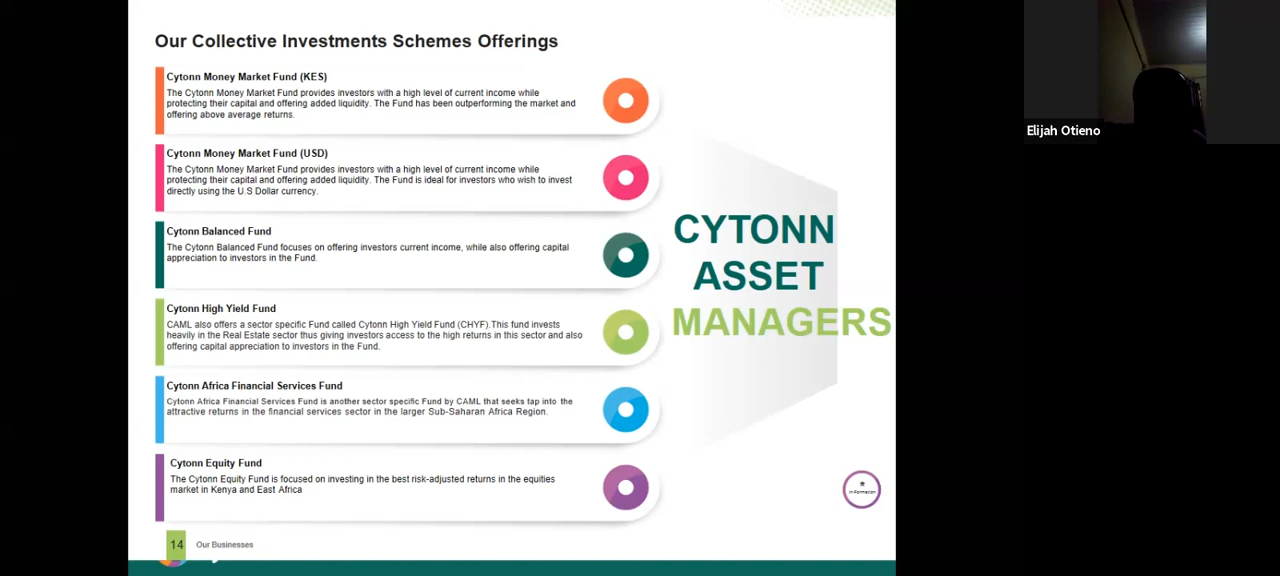 Our Collective Investments Schemes Offerings
Cytonn Money Market Fund (KES)
The Cytonn Money Market Fund provides investors with a high level of current income while
protecting their capital and offering added liquidity. The Fund has been outperforming the market and
offering above average returns.
Cytonn Money Market Fund (USD)
The Cytonn Money Market Fund provides investors with a high level of current income while
protecting their capital and offering added liquidity. The Fund is ideal for investors who wish to invest
directly using the U.S Dollar currency.
Cytonn Balanced Fund
The Cytonn Balanced Fund focuses on offering investors current income, while also offering capital
appreciation to investors in the Fund.
Cytonn High Yield Fund
CAML also offers a sector specific Fund called Cytonn High Yield Fund (CHYF).This fund invests
heavily in the Real Estate sector thus giving investors access to the high returns in this sector and also
offering capital appreciation to investors in the Fund.
Cytonn Africa Financial Services Fund
Cytonn Africa Financial Services Fund is another sector specific Fund by CAML that seeks tap into the
attractive returns in the financial services sector in the larger Sub-Saharan Africa Region.
Cytonn Equity Fund
The Cytonn Equity Fund is focused on investing in the best risk-adjusted returns in the equities
market in Kenya and East Africa
CYTONN
ASSET
MANAGERS
in Formation
14 Our Businesses
Elijah Otieno